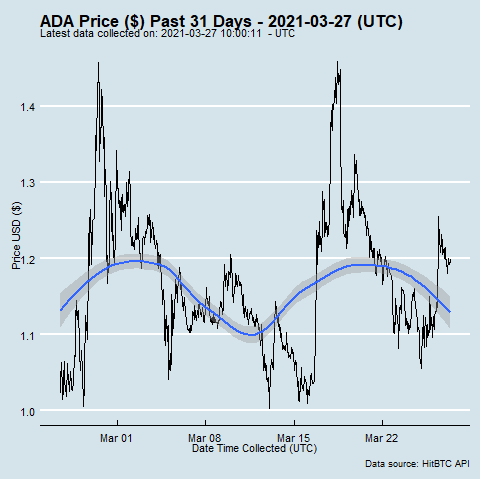 ADA Price ($) Past 31 Days - 2021-03-27 (UTC)
Latest data collected on: 2021-03-27 10:00:11 - UTC
1.4
1.3
1.2
1.1
1.0
Price USD ($)
Mar 01 Mar 08 Mar 15 Mar 22
Date Time Collected (UTC)
Data source: HitBTC API